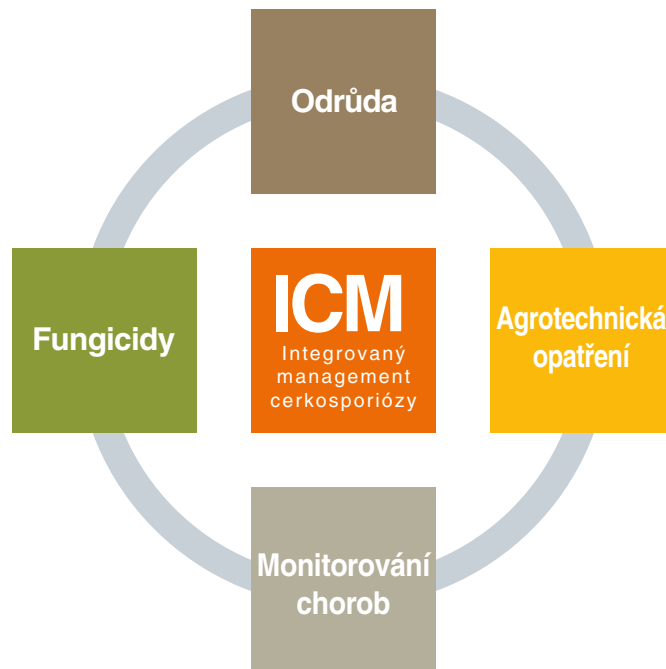 Odrůda
Fungicidy
ICM
Integrovaný
management
cerkosporiózy
Agrotechnická
opatření
Monitorování
chorob